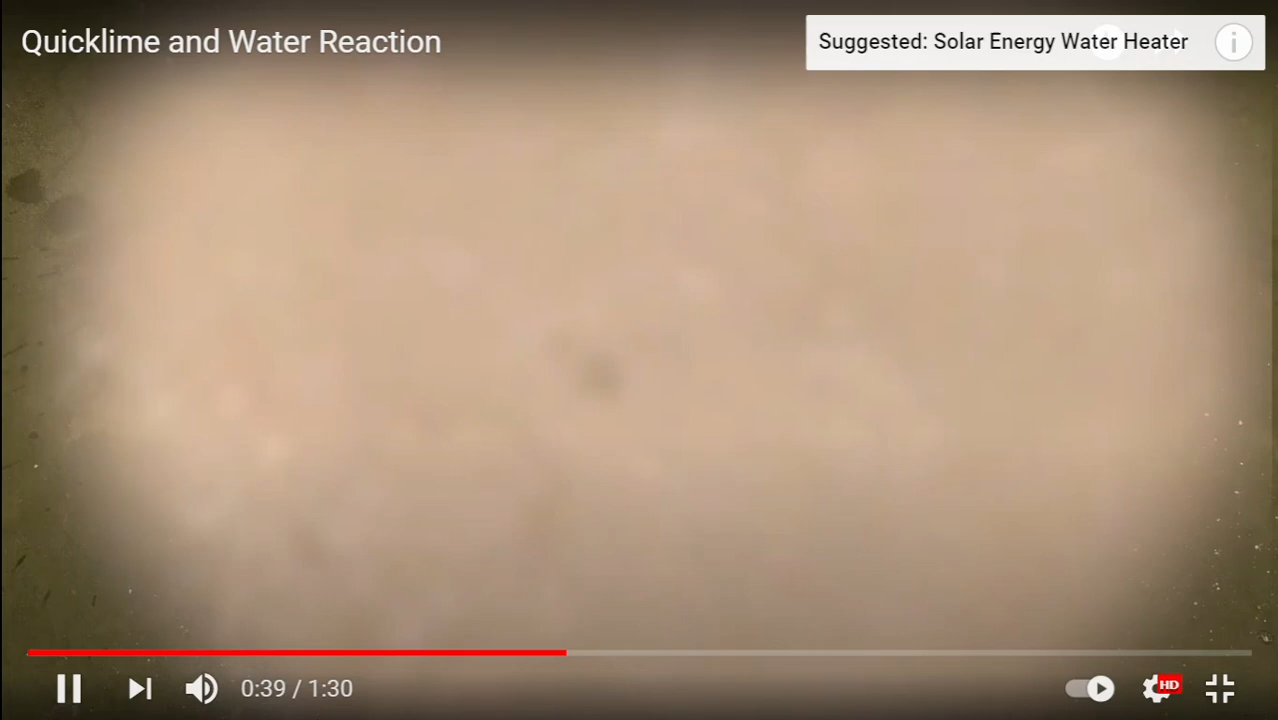 Quicklime and Water Reaction
Suggested: Solar Energy Water Heater
0:39 / 1:30
HD